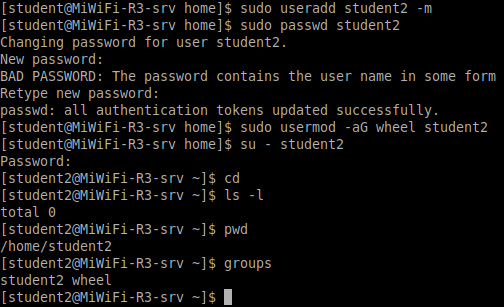 [student@MiWiFi-R3-srv home]$ sudo useradd student2 -m
[student@MiWiFi-R3-srv home]$ sudo passwd student2
Changing password for user student2.
New password:
BAD PASSWORD: The password contains the user name in some form
Retype new password:
passwd: all authentication tokens updated successfully.
[student@MiWiFi-R3-srv home]$ sudo usermod -aG wheel student2
[student@MiWiFi-R3-srv home]$ su - student2
Password:
[student2@MiWiFi-R3-srv ~]$ cd
[student2@MiWiFi-R3-srv ~]$ ls -l
total 0
[student2@MiWiFi-R3-srv ~]$ pwd
/home/student2
[student2@MiWiFi-R3-srv ~]$ groups
student2 wheel
[student2@MiWiFi-R3-srv ~]$